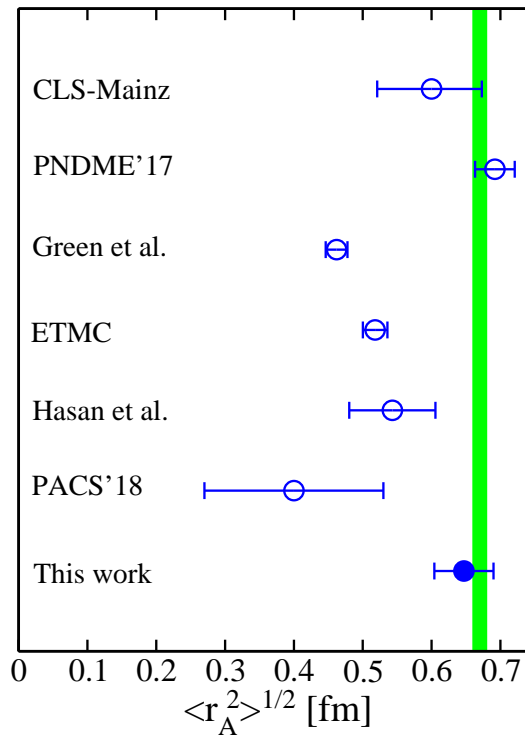 CLS-Mainz
PNDME’17
Green et al.
ETMC
Hasan et al.
PACS’18
This work
0 0.1 0.2 0.3 0.4 0.5 0.6 0.7
<r_A^2>^1/2 [fm]